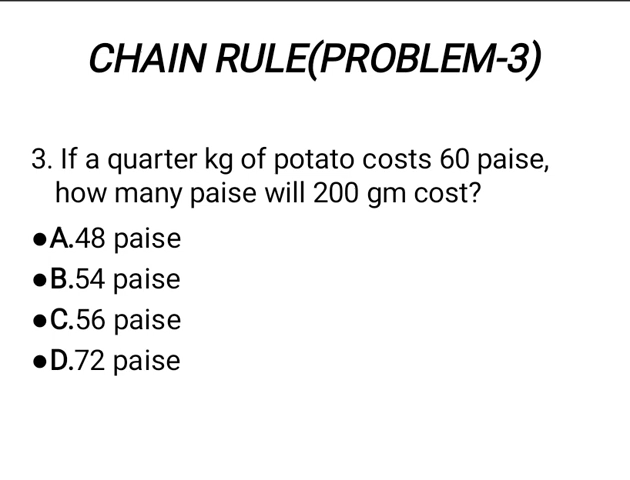 CHAIN RULE(PROBLEM-3)
3. If a quarter kg of potato costs 60 paise,
how many paise will 200 gm cost?
●A.48 paise
●B.54 paise
●C.56 paise
●D.72 paise